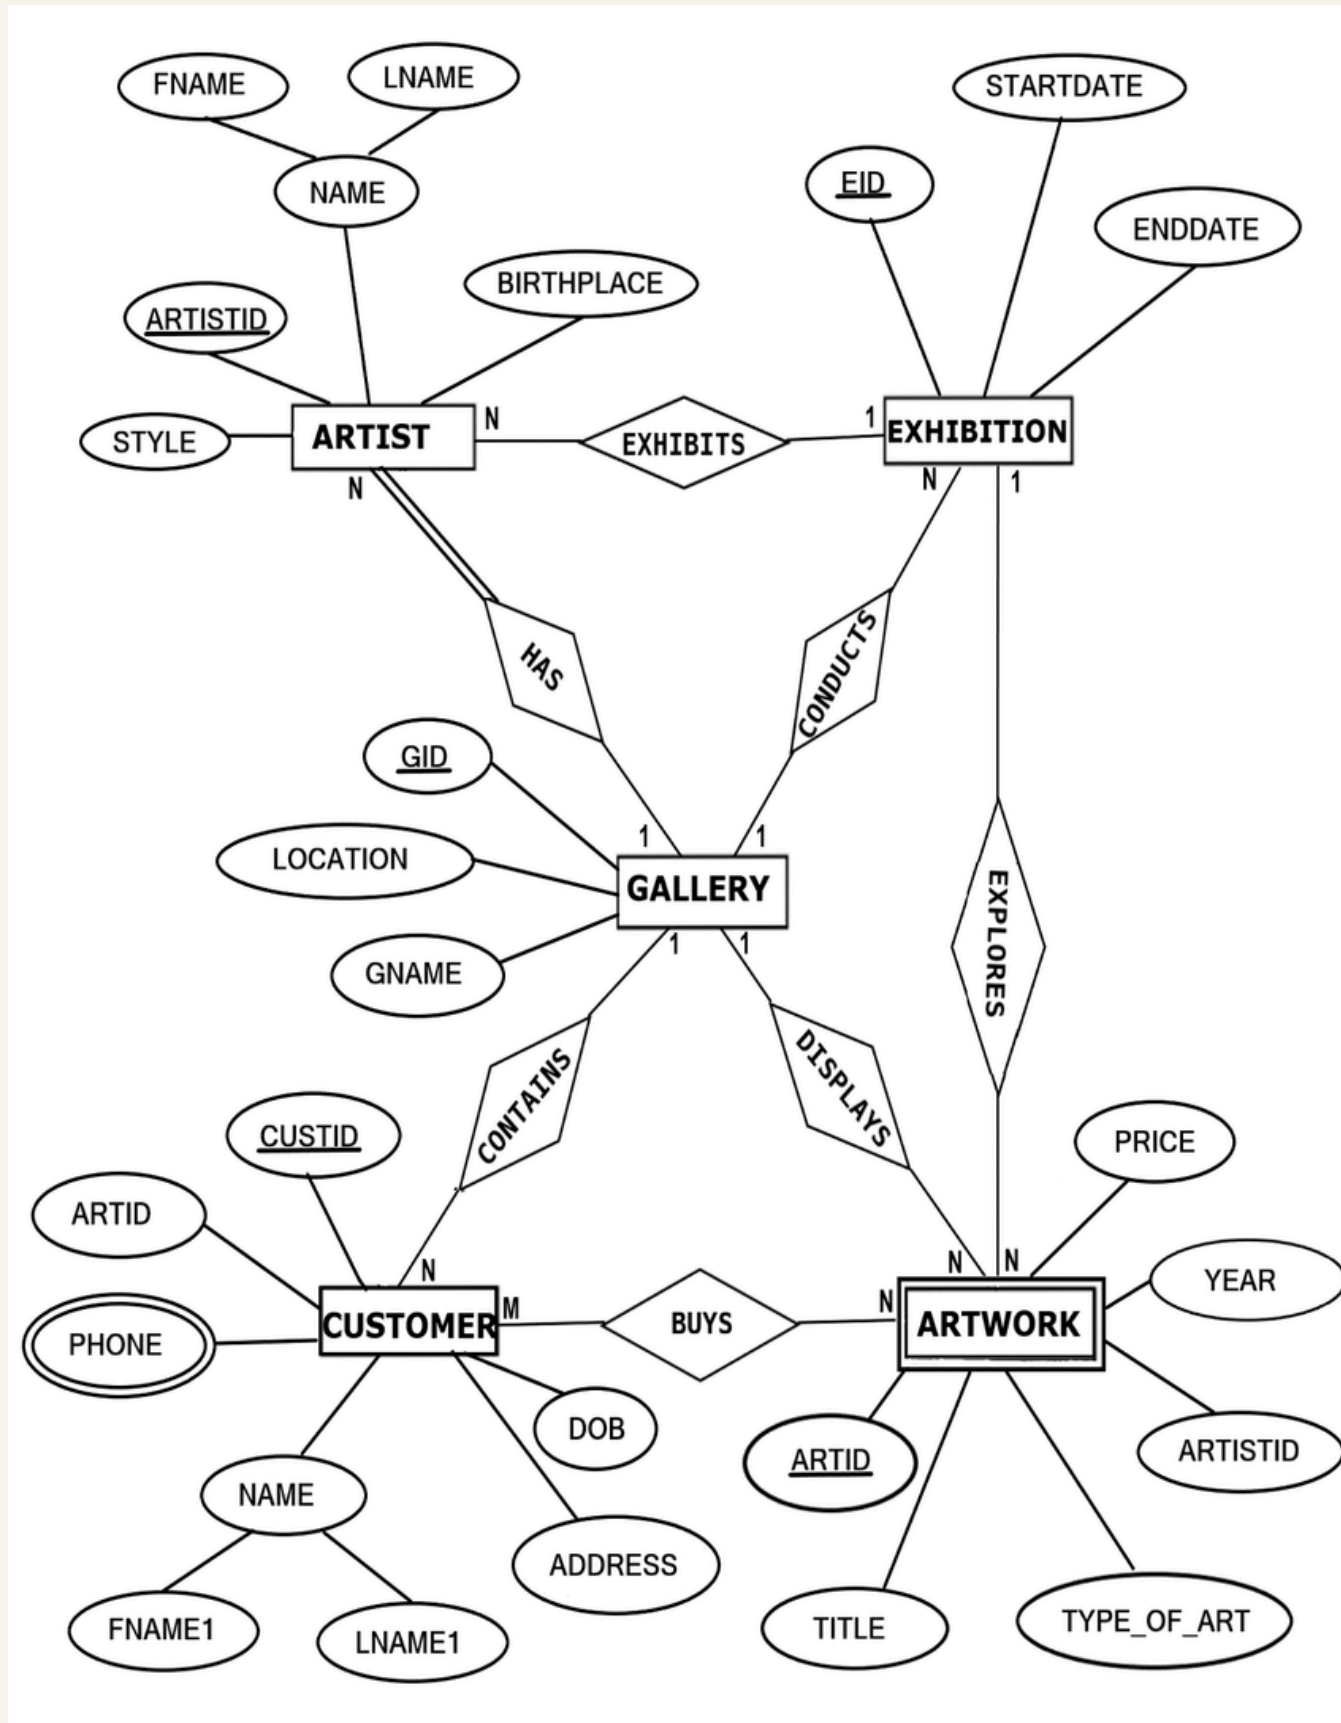 FNAME
LNAME
STARTDATE
NAME
EID
ENDDATE
BIRTHPLACE
ARTISTID
STYLE
ARTIST
N
EXHIBITS
1
EXHIBITION
N
N
1
HAS
CONDUCTS
GID
1
1
LOCATION
GALLERY
EXPLORES
GNAME
1
1
CONTAINS
DISPLAYS
CUSTID
PRICE
ARTID
N
N
N
YEAR
PHONE
CUSTOMER
M
BUYS
N
ARTWORK
DOB
ARTID
ARTISTID
NAME
ADDRESS
FNAME1
LNAME1
TITLE
TYPE_OF_ART